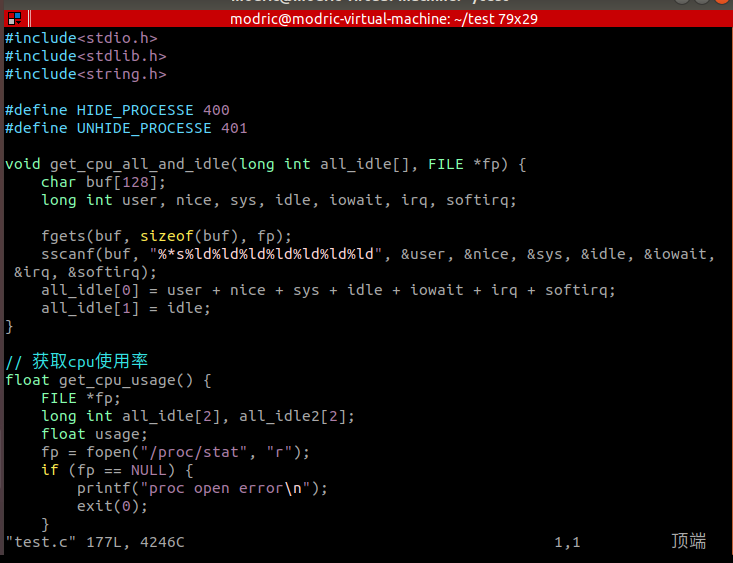 modric@modric-virtual-machine: ~/test 79x29
#include<stdio.h>
#include<stdlib.h>
#include<string.h>
#define HIDE_PROCESSE 400
#define UNHIDE_PROCESSE 401
void get_cpu_all_and_idle(long int all_idle[], FILE *fp) {
    char buf[128];
    long int user, nice, sys, idle, iowait, irq, softirq;
    fgets(buf, sizeof(buf), fp);
    sscanf(buf, "%*s%ld%ld%ld%ld%ld%ld%ld", &user, &nice, &sys, &idle, &iowait,
 &irq, &softirq);
    all_idle[0] = user + nice + sys + idle + iowait + irq + softirq;
    all_idle[1] = idle;
}
// 获取cpu使用率
float get_cpu_usage() {
    FILE *fp;
    long int all_idle[2], all_idle2[2];
    float usage;
    fp = fopen("/proc/stat", "r");
    if (fp == NULL) {
        printf("proc open error\n");
        exit(0);
    }
"test.c" 177L, 4246C 1,1 顶端